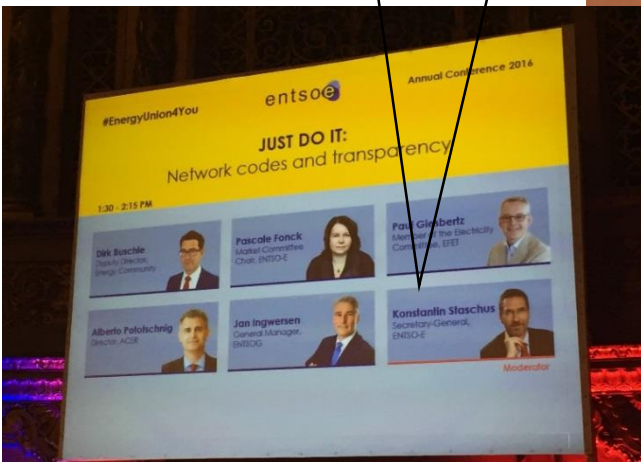 #EnergyUnion4You
entsoe
Annual Conference 2016
JUST DO IT:
Network codes and transparency
1:30 - 2:15 PM
Dirk Buschle
Deputy Director,
Energy Community
Pascale Fonck
Market Committee
Chair, ENTSO-E
Paul Giesbertz
Member of the Electricity
Committee, EFET
Alberto Pototschnig
Director, ACER
Jan Ingwersen
General Manager,
ENTSOG
Konstantin Staschus
Secretary-General,
ENTSO-E
Moderator